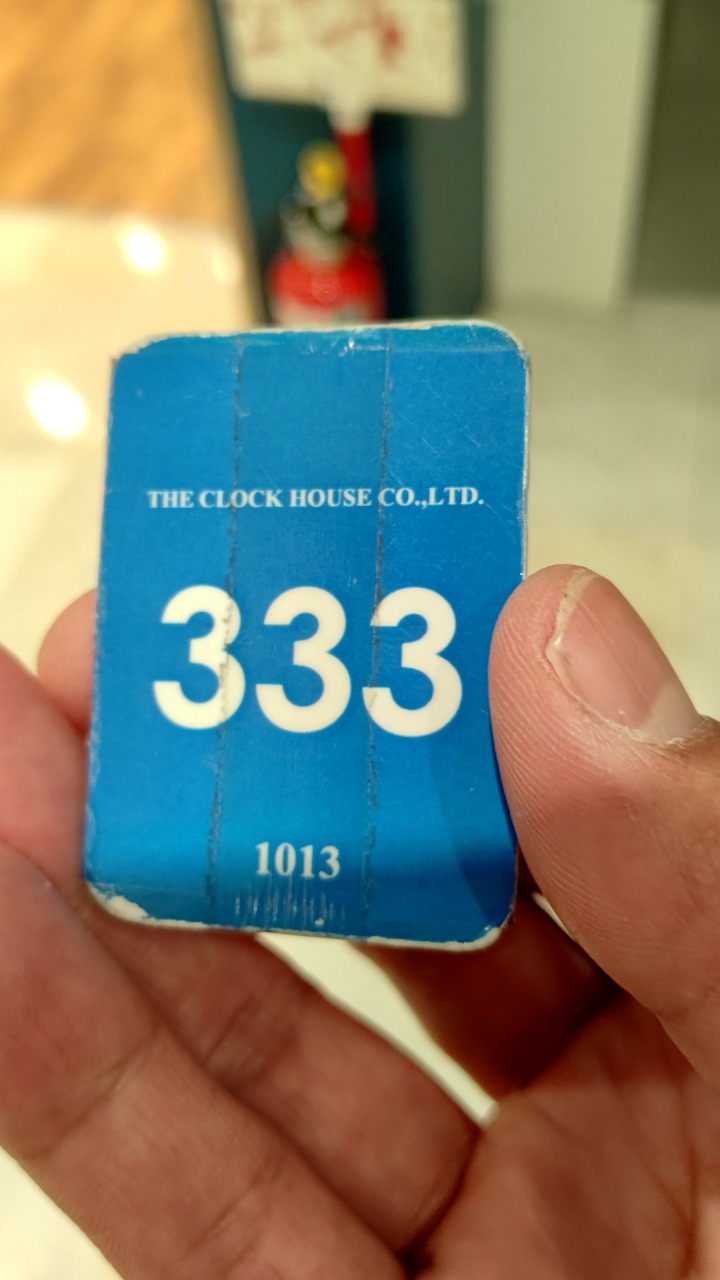 THE CLOCK HOUSE CO.,LTD.
333
1013